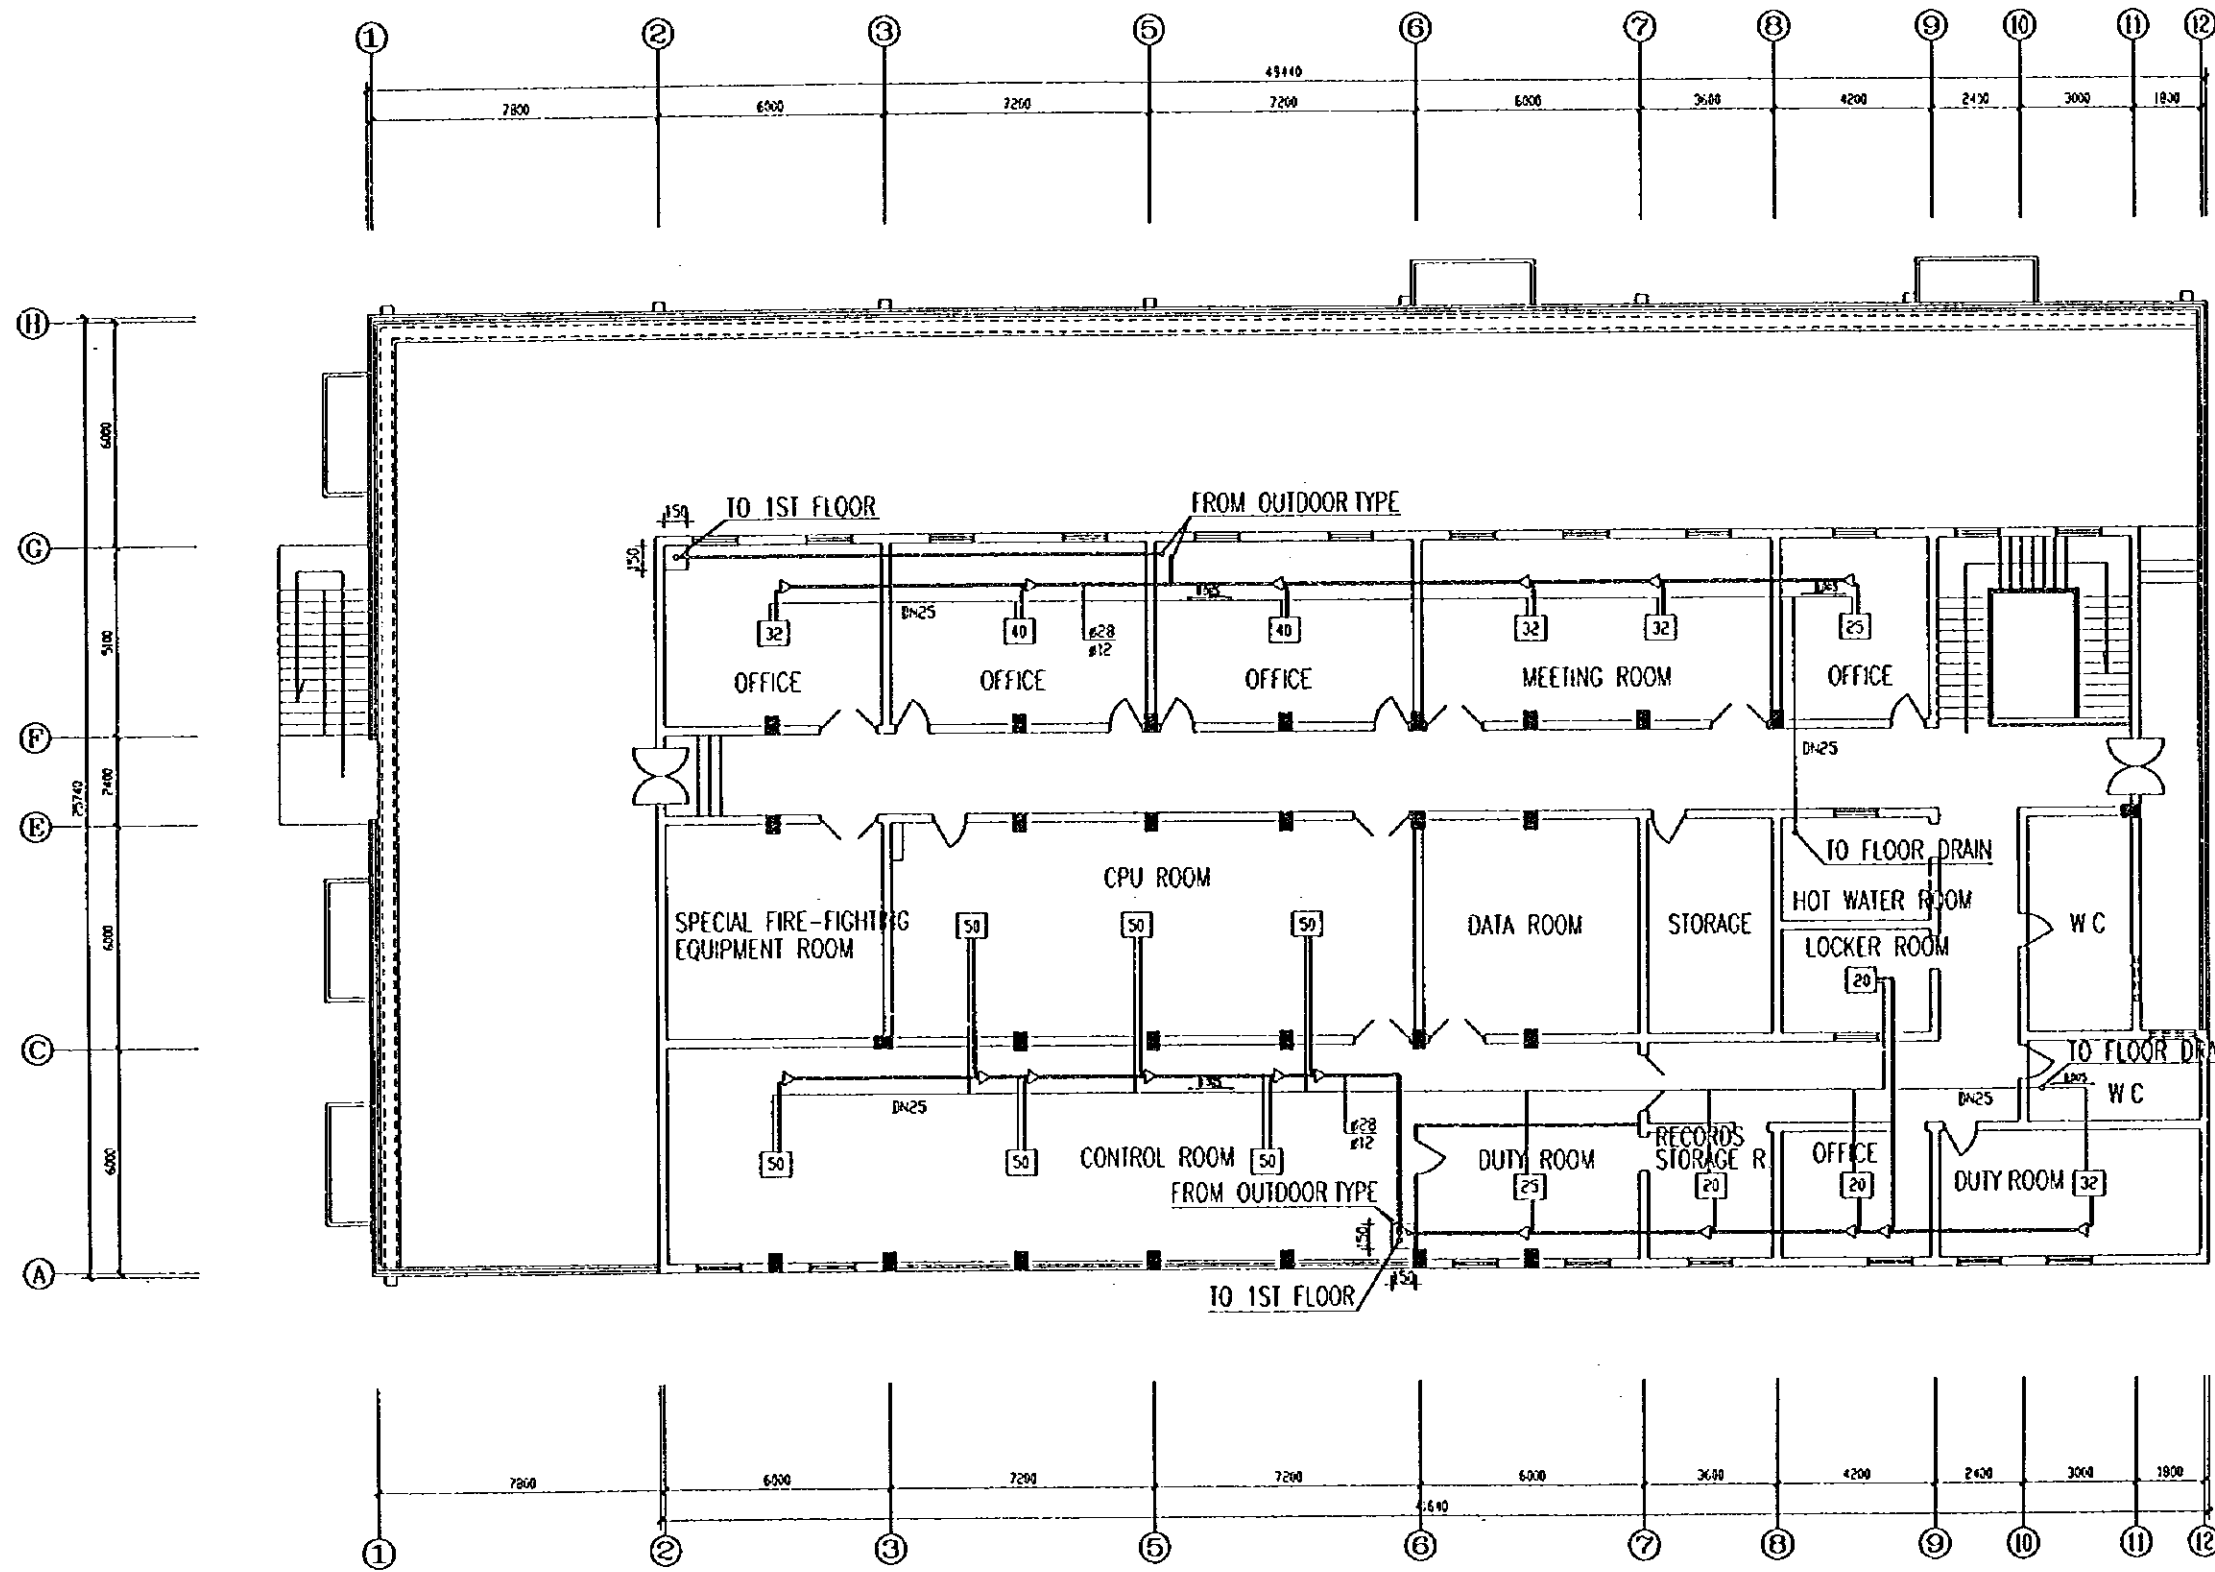 1 2 3 5 6 7 8 9 10 11 12
49440
7800 6000 7200 7200 6000 3600 4200 2400 3000 1800
H
6000
150 TO 1ST FLOOR FROM OUTDOOR TYPE
G
150
DN25
32 40 ø28 40 32 32 25
ø12
5100
OFFICE OFFICE OFFICE MEETING ROOM OFFICE
F
DN25
2400
25740
E
TO FLOOR DRAIN
CPU ROOM
HOT WATER ROOM
SPECIAL FIRE-FIGHTING
EQUIPMENT ROOM
50 50 50
DATA ROOM STORAGE W C
6000
LOCKER ROOM
20
C
TO FLOOR DRA
DN25 DN25 W C
ø28
ø12
RECORDS
STORAGE R
6000
50 50 CONTROL ROOM 50 DUTY ROOM OFFICE
FROM OUTDOOR TYPE 25 20 20 DUTY ROOM 32
150
A
150
TO 1ST FLOOR
7800 6000 7200 7200 6000 3600 4200 2400 3000 1800
1 2 3 5 6 7 8 9 10 11 12